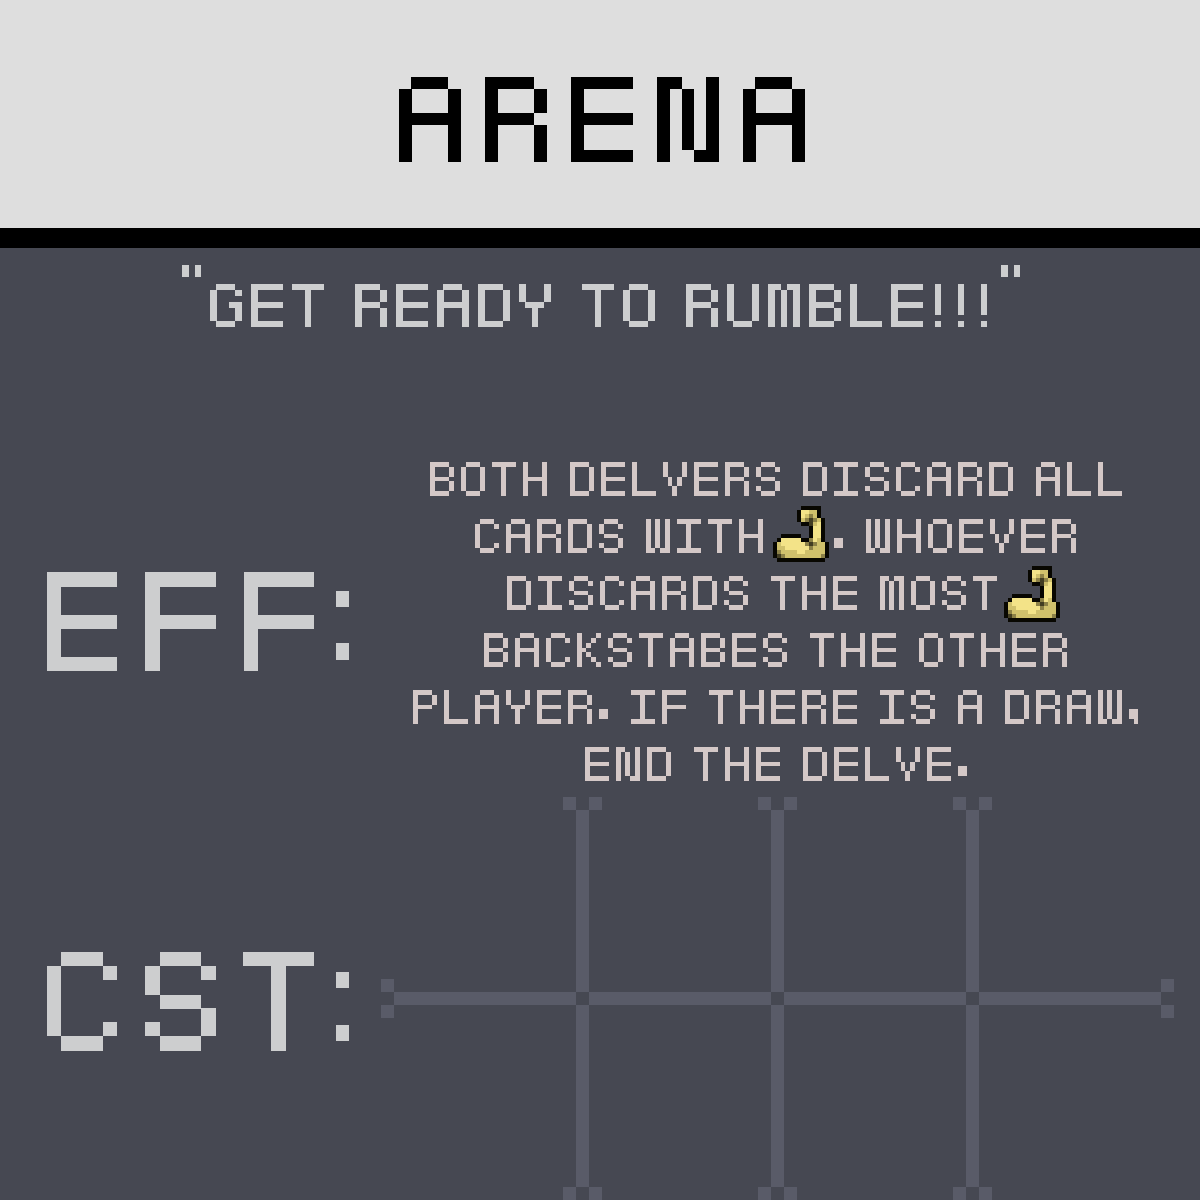 ARENA
"GET READY TO RUMBLE!!!"
BOTH DELVERS DISCARD ALL
CARDS WITH . WHOEVER
DISCARDS THE MOST
EFF:
BACKSTABES THE OTHER
PLAYER. IF THERE IS A DRAW,
END THE DELVE.
CST: